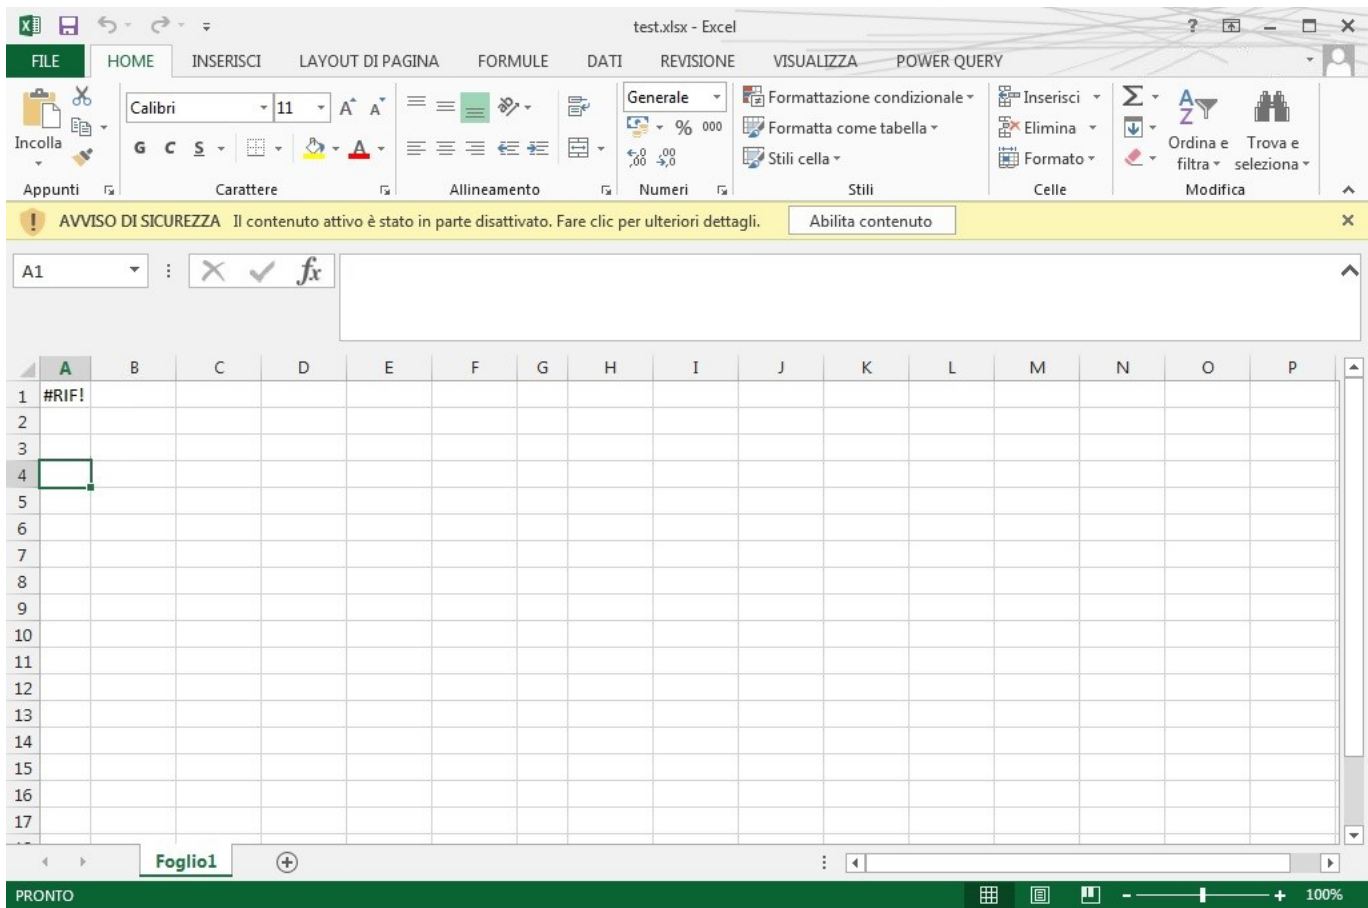 test.xlsx - Excel
?
FILE HOME INSERISCI LAYOUT DI PAGINA FORMULE DATI REVISIONE VISUALIZZA POWER QUERY
Calibri 11 A A Generale Formattazione condizionale Inserisci Σ A Z
% 000 Formatta come tabella Elimina
Incolla G C S A ,00 ,0 ,00 ,0 Stili cella Formato Ordina e filtra Trova e seleziona
Appunti Carattere Allineamento Numeri Stili Celle Modifica
! AVVISO DI SICUREZZA Il contenuto attivo è stato in parte disattivato. Fare clic per ulteriori dettagli. Abilita contenuto
A1 fx
A B C D E F G H I J K L M N O P
1 #RIF!
2
3
4
5
6
7
8
9
10
11
12
13
14
15
16
17
Foglio1
PRONTO 100%